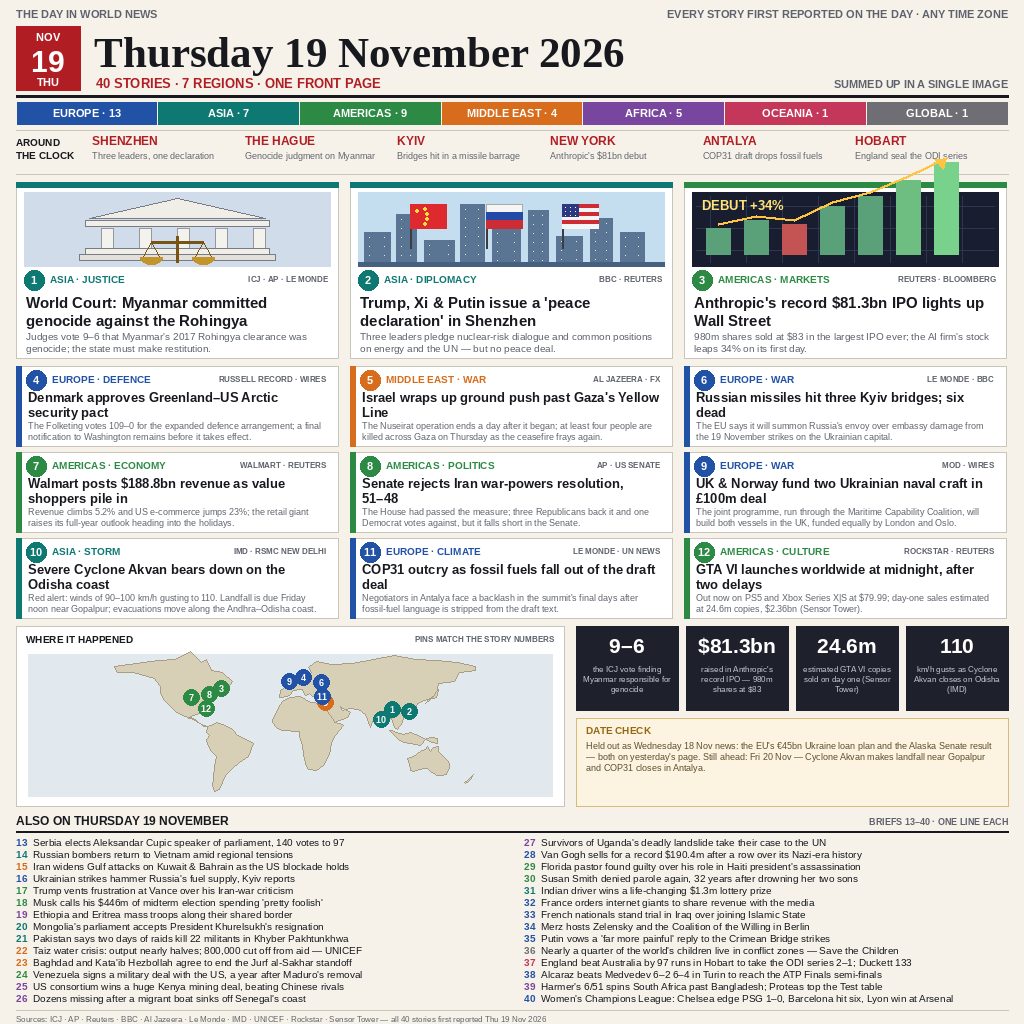 THE DAY IN WORLD NEWS
EVERY STORY FIRST REPORTED ON THE DAY · ANY TIME ZONE
NOV
19
THU
Thursday 19 November 2026
40 STORIES · 7 REGIONS · ONE FRONT PAGE
SUMMED UP IN A SINGLE IMAGE
EUROPE · 13
ASIA · 7
AMERICAS · 9
MIDDLE EAST · 4
AFRICA · 5
OCEANIA · 1
GLOBAL · 1
AROUND
THE CLOCK
SHENZHEN
Three leaders, one declaration
THE HAGUE
Genocide judgment on Myanmar
KYIV
Bridges hit in a missile barrage
NEW YORK
Anthropic's $81bn debut
ANTALYA
COP31 draft drops fossil fuels
HOBART
England seal the ODI series
1
ASIA · JUSTICE
ICJ · AP · LE MONDE
World Court: Myanmar committed
genocide against the Rohingya
Judges vote 9–6 that Myanmar's 2017 Rohingya clearance was
genocide; the state must make restitution.
2
ASIA · DIPLOMACY
BBC · REUTERS
Trump, Xi & Putin issue a 'peace
declaration' in Shenzhen
Three leaders pledge nuclear-risk dialogue and common positions
on energy and the UN — but no peace deal.
DEBUT +34%
3
AMERICAS · MARKETS
REUTERS · BLOOMBERG
Anthropic's record $81.3bn IPO lights up
Wall Street
980m shares sold at $83 in the largest IPO ever; the AI firm's stock
leaps 34% on its first day.
4
EUROPE · DEFENCE
RUSSELL RECORD · WIRES
Denmark approves Greenland–US Arctic
security pact
The Folketing votes 109–0 for the expanded defence arrangement; a final
notification to Washington remains before it takes effect.
5
MIDDLE EAST · WAR
AL JAZEERA · FX
Israel wraps up ground push past Gaza's Yellow
Line
The Nuseirat operation ends a day after it began; at least four people are
killed across Gaza on Thursday as the ceasefire frays again.
6
EUROPE · WAR
LE MONDE · BBC
Russian missiles hit three Kyiv bridges; six
dead
The EU says it will summon Russia's envoy over embassy damage from
the 19 November strikes on the Ukrainian capital.
7
AMERICAS · ECONOMY
WALMART · REUTERS
Walmart posts $188.8bn revenue as value
shoppers pile in
Revenue climbs 5.2% and US e-commerce jumps 23%; the retail giant
raises its full-year outlook heading into the holidays.
8
AMERICAS · POLITICS
AP · US SENATE
Senate rejects Iran war-powers resolution,
51–48
The House had passed the measure; three Republicans back it and one
Democrat votes against, but it falls short in the Senate.
9
EUROPE · WAR
MOD · WIRES
UK & Norway fund two Ukrainian naval craft in
£100m deal
The joint programme, run through the Maritime Capability Coalition, will
build both vessels in the UK, funded equally by London and Oslo.
10
ASIA · STORM
IMD · RSMC NEW DELHI
Severe Cyclone Akvan bears down on the
Odisha coast
Red alert: winds of 90–100 km/h gusting to 110. Landfall is due Friday
noon near Gopalpur; evacuations move along the Andhra–Odisha coast.
11
EUROPE · CLIMATE
LE MONDE · UN NEWS
COP31 outcry as fossil fuels fall out of the draft
deal
Negotiators in Antalya face a backlash in the summit's final days after
fossil-fuel language is stripped from the draft text.
12
AMERICAS · CULTURE
ROCKSTAR · REUTERS
GTA VI launches worldwide at midnight, after
two delays
Out now on PS5 and Xbox Series X|S at $79.99; day-one sales estimated
at 24.6m copies, $2.36bn (Sensor Tower).
WHERE IT HAPPENED
PINS MATCH THE STORY NUMBERS
7
8
3
12
9
4
6
11
10
1
2
9–6
the ICJ vote finding
Myanmar responsible for
genocide
$81.3bn
raised in Anthropic's
record IPO — 980m
shares at $83
24.6m
estimated GTA VI copies
sold on day one (Sensor
Tower)
110
km/h gusts as Cyclone
Akvan closes on Odisha
(IMD)
DATE CHECK
Held out as Wednesday 18 Nov news: the EU's €45bn Ukraine loan plan and the Alaska Senate result
— both on yesterday's page. Still ahead: Fri 20 Nov — Cyclone Akvan makes landfall near Gopalpur
and COP31 closes in Antalya.
ALSO ON THURSDAY 19 NOVEMBER
BRIEFS 13–40 · ONE LINE EACH
13 Serbia elects Aleksandar Cupic speaker of parliament, 140 votes to 97
14 Russian bombers return to Vietnam amid regional tensions
15 Iran widens Gulf attacks on Kuwait & Bahrain as the US blockade holds
16 Ukrainian strikes hammer Russia's fuel supply, Kyiv reports
17 Trump vents frustration at Vance over his Iran-war criticism
18 Musk calls his $446m of midterm election spending 'pretty foolish'
19 Ethiopia and Eritrea mass troops along their shared border
20 Mongolia's parliament accepts President Khurelsukh's resignation
21 Pakistan says two days of raids kill 22 militants in Khyber Pakhtunkhwa
22 Taiz water crisis: output nearly halves; 800,000 cut off from aid — UNICEF
23 Baghdad and Kata'ib Hezbollah agree to end the Jurf al-Sakhar standoff
24 Venezuela signs a military deal with the US, a year after Maduro's removal
25 US consortium wins a huge Kenya mining deal, beating Chinese rivals
26 Dozens missing after a migrant boat sinks off Senegal's coast
27 Survivors of Uganda's deadly landslide take their case to the UN
28 Van Gogh sells for a record $190.4m after a row over its Nazi-era history
29 Florida pastor found guilty over his role in Haiti president's assassination
30 Susan Smith denied parole again, 32 years after drowning her two sons
31 Indian driver wins a life-changing $1.3m lottery prize
32 France orders internet giants to share revenue with the media
33 French nationals stand trial in Iraq over joining Islamic State
34 Merz hosts Zelensky and the Coalition of the Willing in Berlin
35 Putin vows a 'far more painful' reply to the Crimean Bridge strikes
36 Nearly a quarter of the world's children live in conflict zones — Save the Children
37 England beat Australia by 97 runs in Hobart to take the ODI series 2–1; Duckett 133
38 Alcaraz beats Medvedev 6–2 6–4 in Turin to reach the ATP Finals semi-finals
39 Harmer's 6/51 spins South Africa past Bangladesh; Proteas top the Test table
40 Women's Champions League: Chelsea edge PSG 1–0, Barcelona hit six, Lyon win at Arsenal
Sources: ICJ · AP · Reuters · BBC · Al Jazeera · Le Monde · IMD · UNICEF · Rockstar · Sensor Tower — all 40 stories first reported Thu 19 Nov 2026